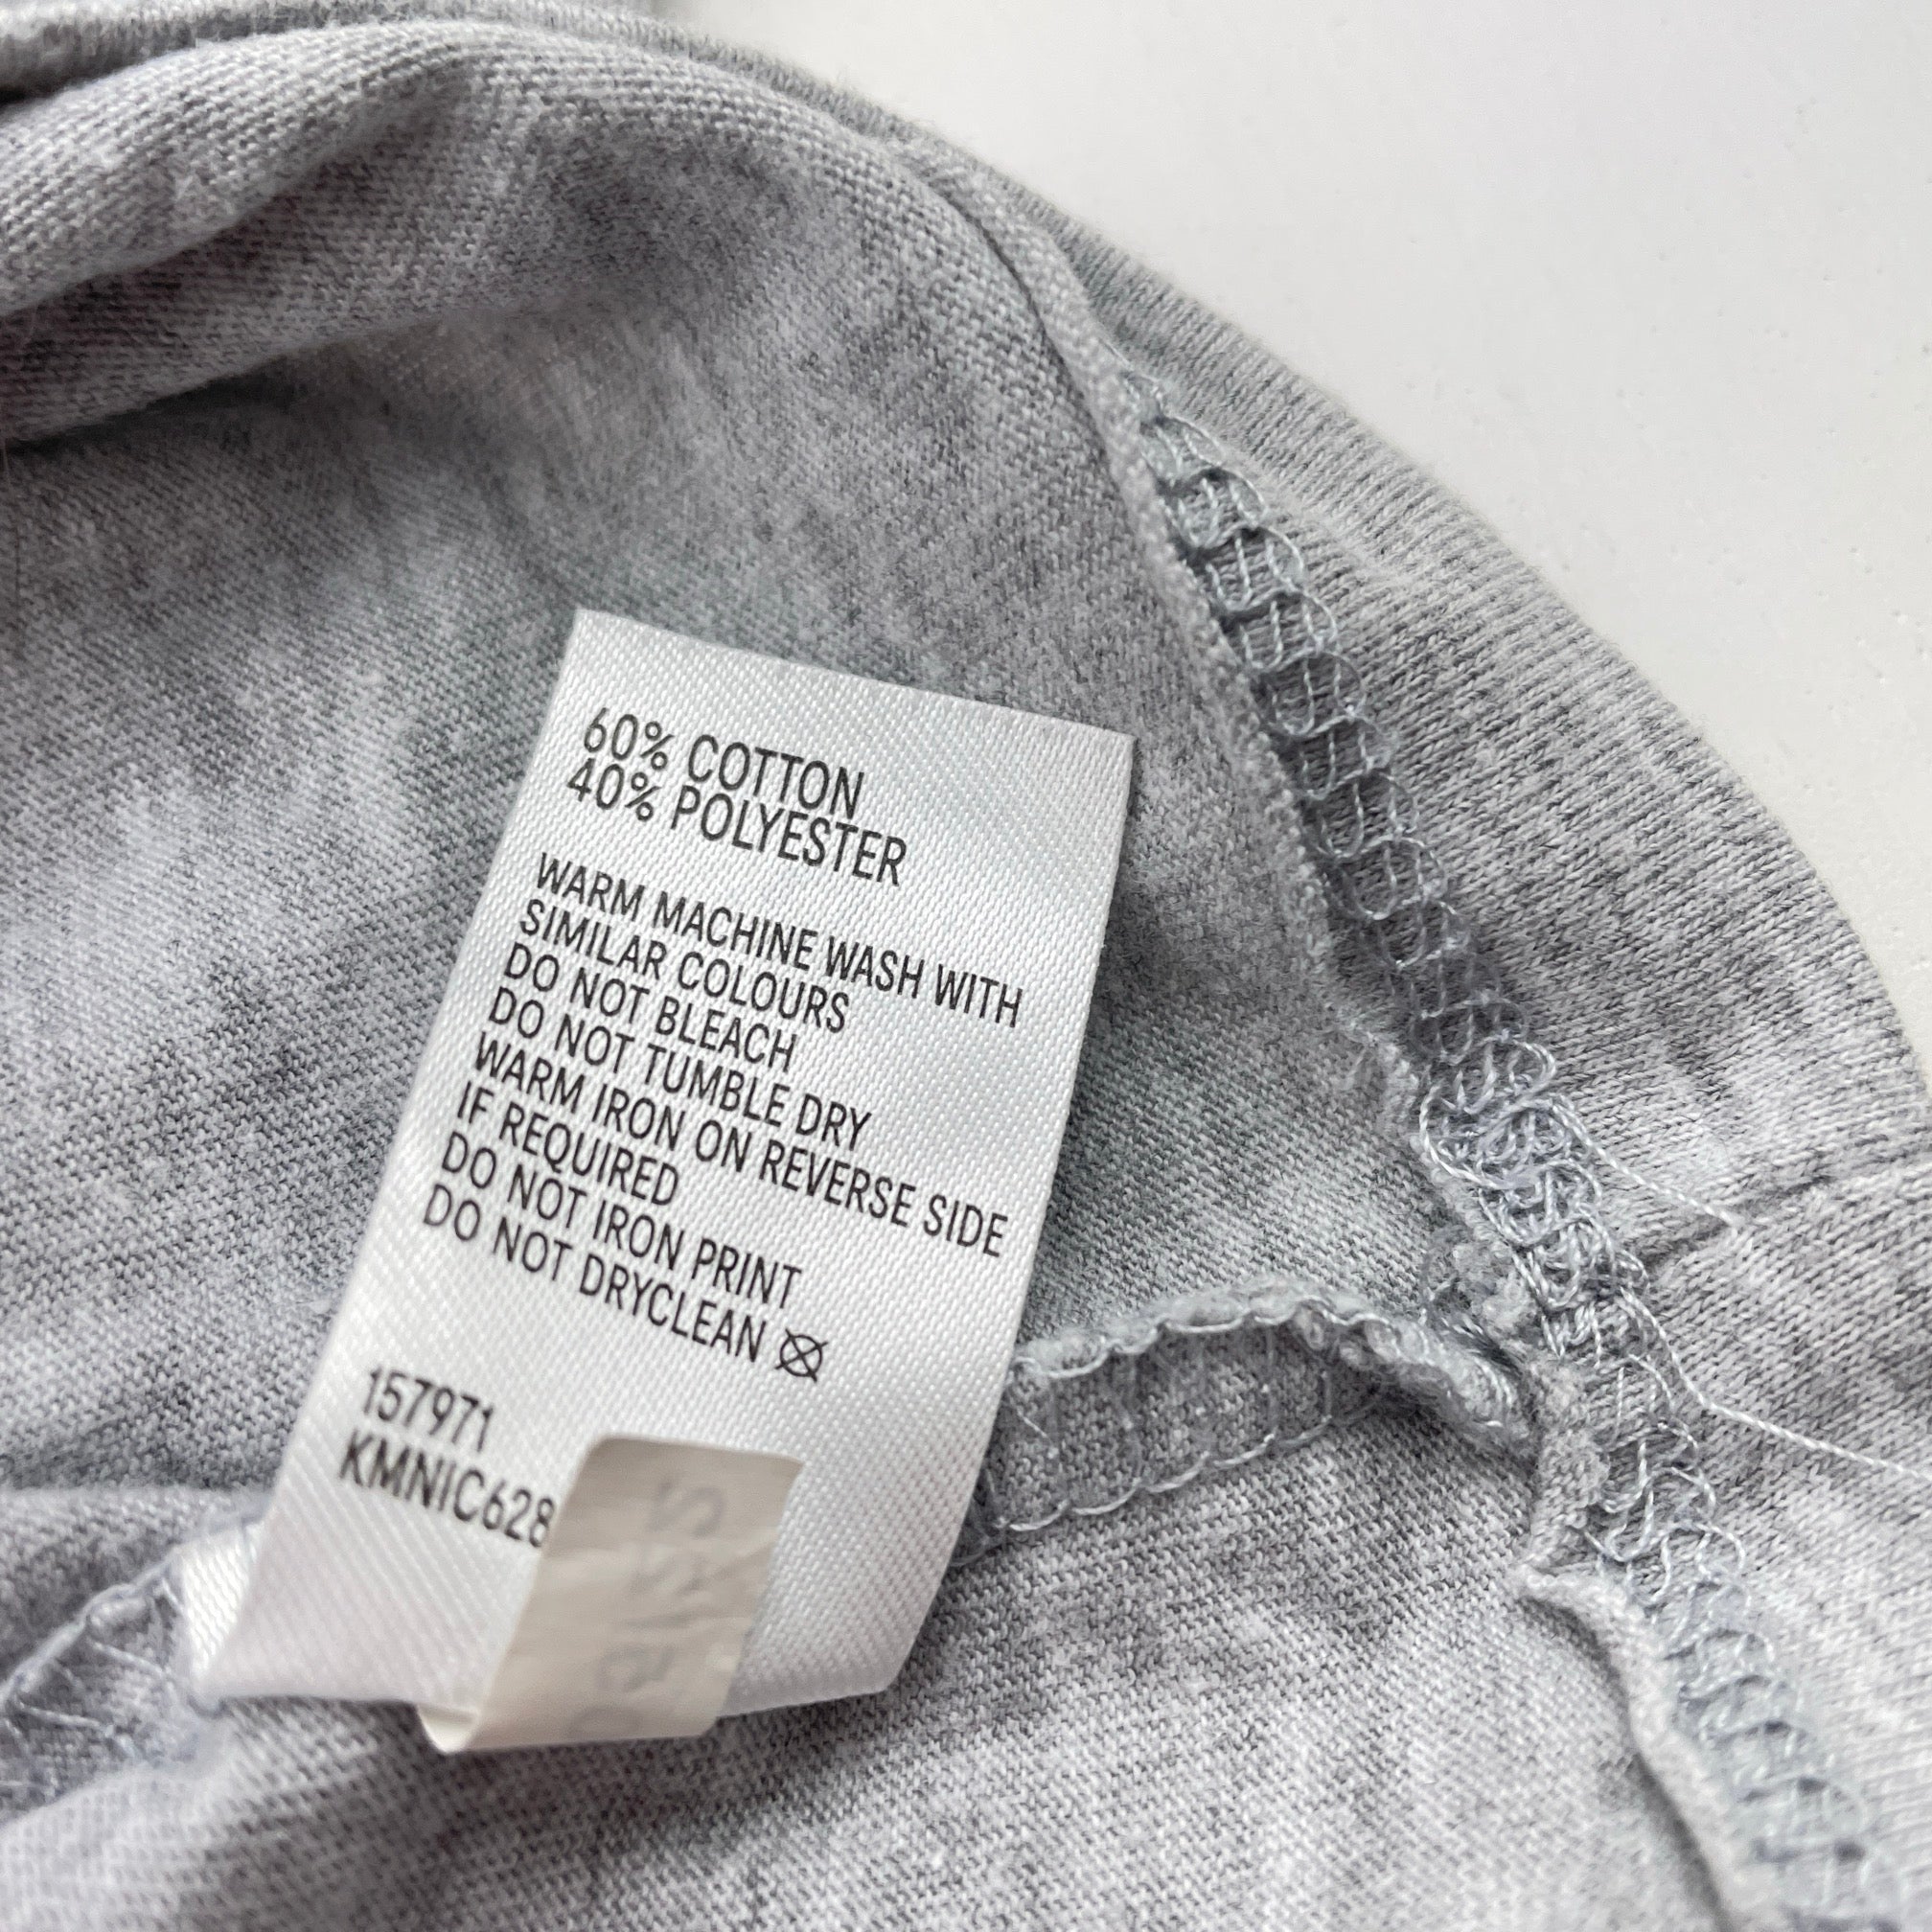 60% COTTON
40% POLYESTER
WARM MACHINE WASH WITH
SIMILAR COLOURS
DO NOT BLEACH
DO NOT TUMBLE DRY
WARM IRON ON REVERSE SIDE
IF REQUIRED
DO NOT IRON PRINT
DO NOT DRYCLEAN
157971
KMNIC628